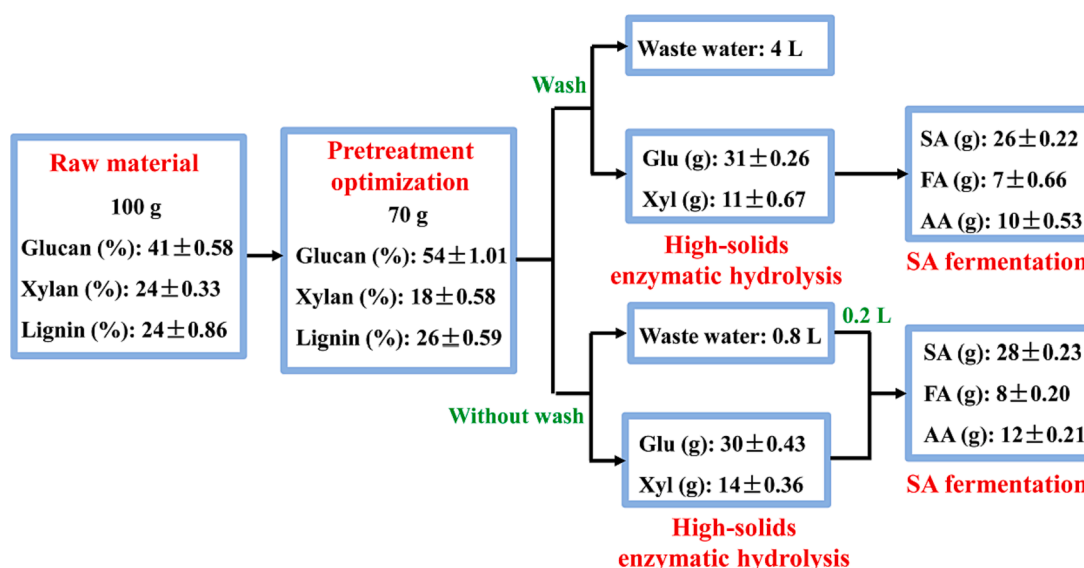 Raw material
100 g
Glucan (%): 41±0.58
Xylan (%): 24±0.33
Lignin (%): 24±0.86
Pretreatment
optimization
70 g
Glucan (%): 54±1.01
Xylan (%): 18±0.58
Lignin (%): 26±0.59
Wash
Waste water: 4 L
Glu (g): 31±0.26
Xyl (g): 11±0.67
High-solids
enzymatic hydrolysis
SA (g): 26±0.22
FA (g): 7±0.66
AA (g): 10±0.53
SA fermentation
Without wash
Waste water: 0.8 L
0.2 L
Glu (g): 30±0.43
Xyl (g): 14±0.36
High-solids
enzymatic hydrolysis
SA (g): 28±0.23
FA (g): 8±0.20
AA (g): 12±0.21
SA fermentation